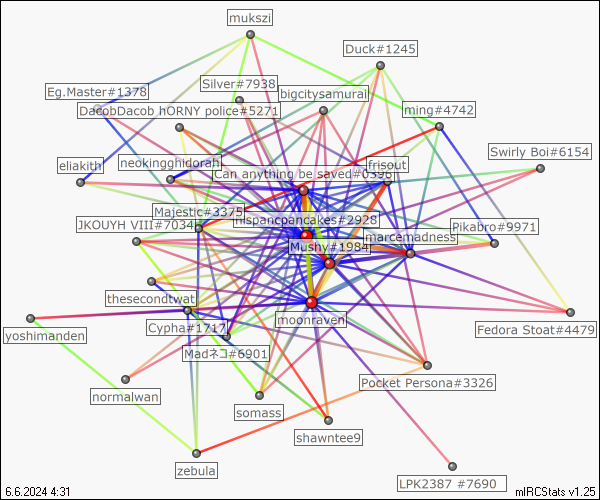 mukszi
Duck#1245
Silver#7938
Eg.Master#1378
bigcitysamurai
DacobDacob hORNY police#5271
ming#4742
Swirly Boi#6154
neokingghidorah
frisout
eliakith
Can anything be saved#0398
Majestic#3375
hispancpancakes#2928
JKOUYH VIII#7034
Pikabro#9971
marcemadness
Mushy#1984
thesecondtwat
moonraven
Cypha#1717
Fedora Stoat#4479
yoshimanden
Madネコ#6901
Pocket Persona#3326
normalwan
somass
shawntee9
zebula
LPK2387 #7690
6.6.2024 4:31
mIRCStats v1.25